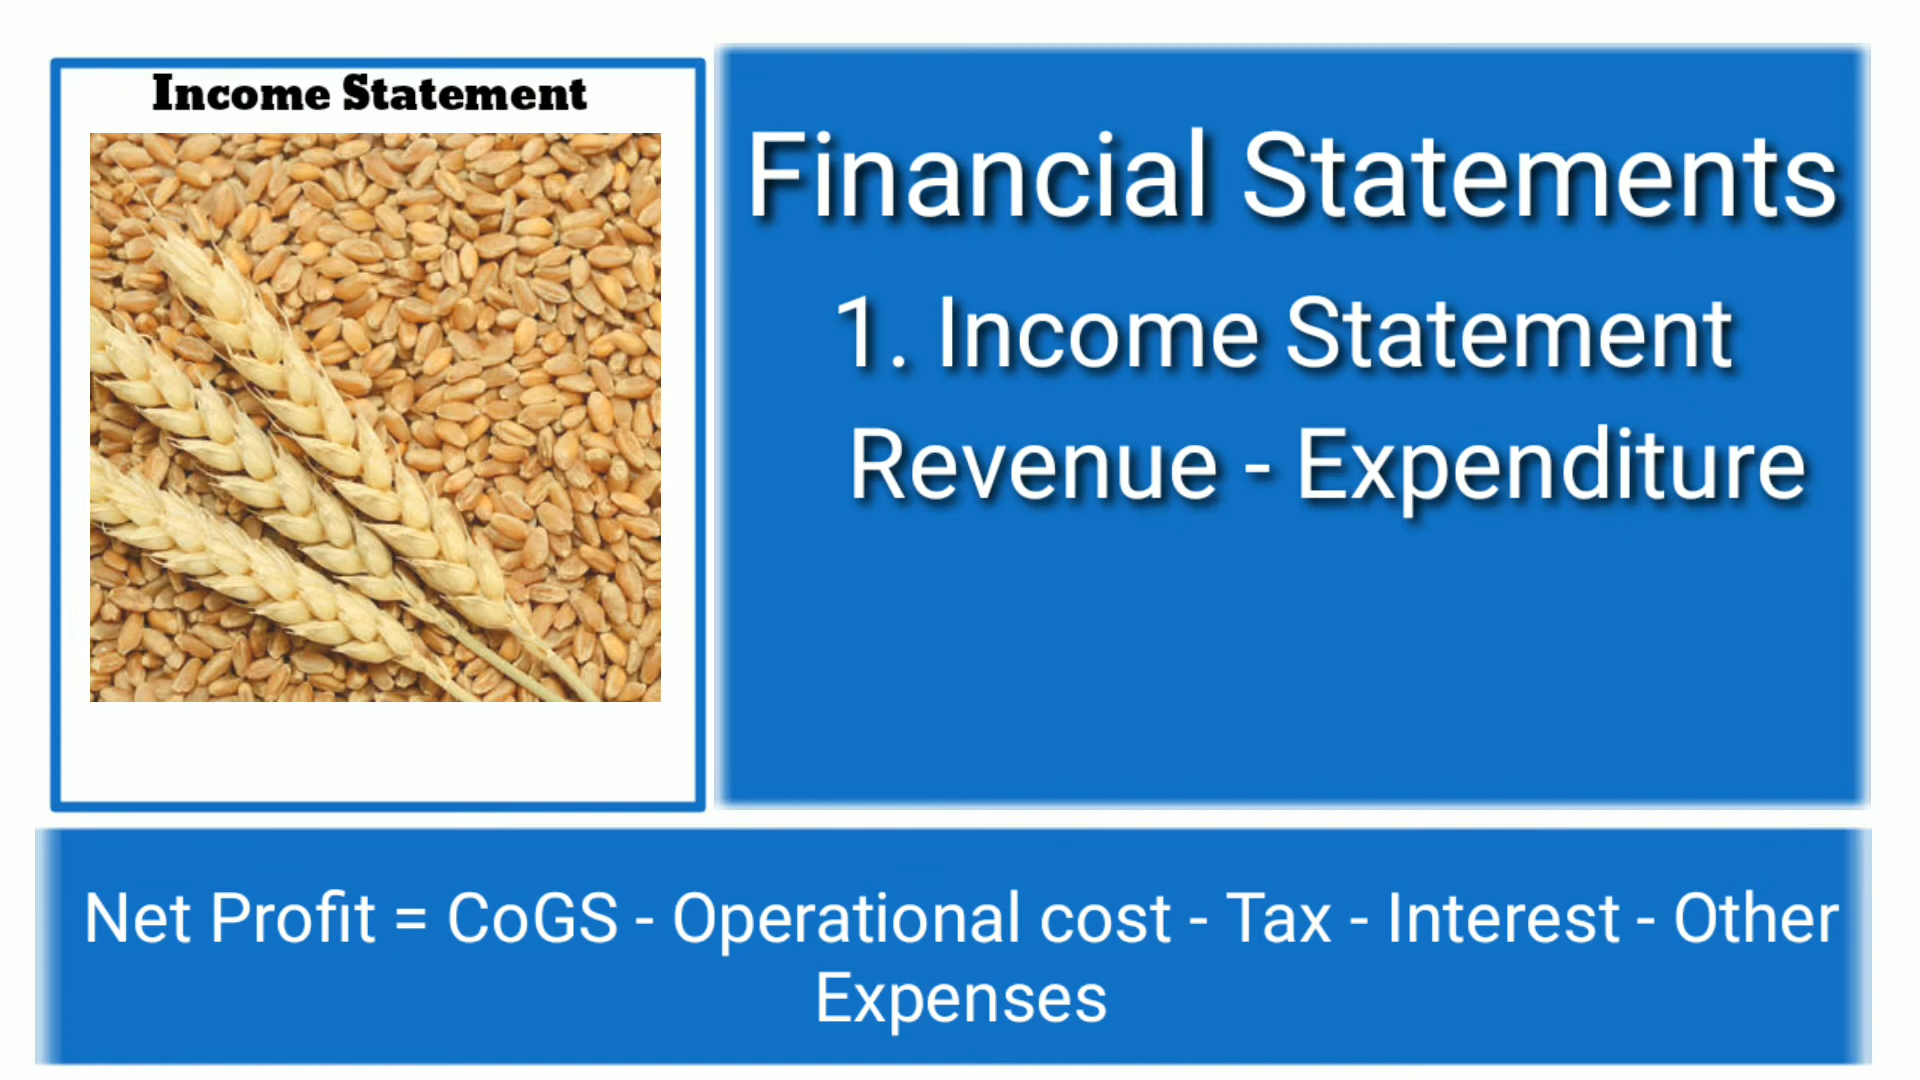 Income Statement
Financial Statements
1. Income Statement
Revenue - Expenditure
Net Profit = CoGS - Operational cost - Tax - Interest - Other
Expenses